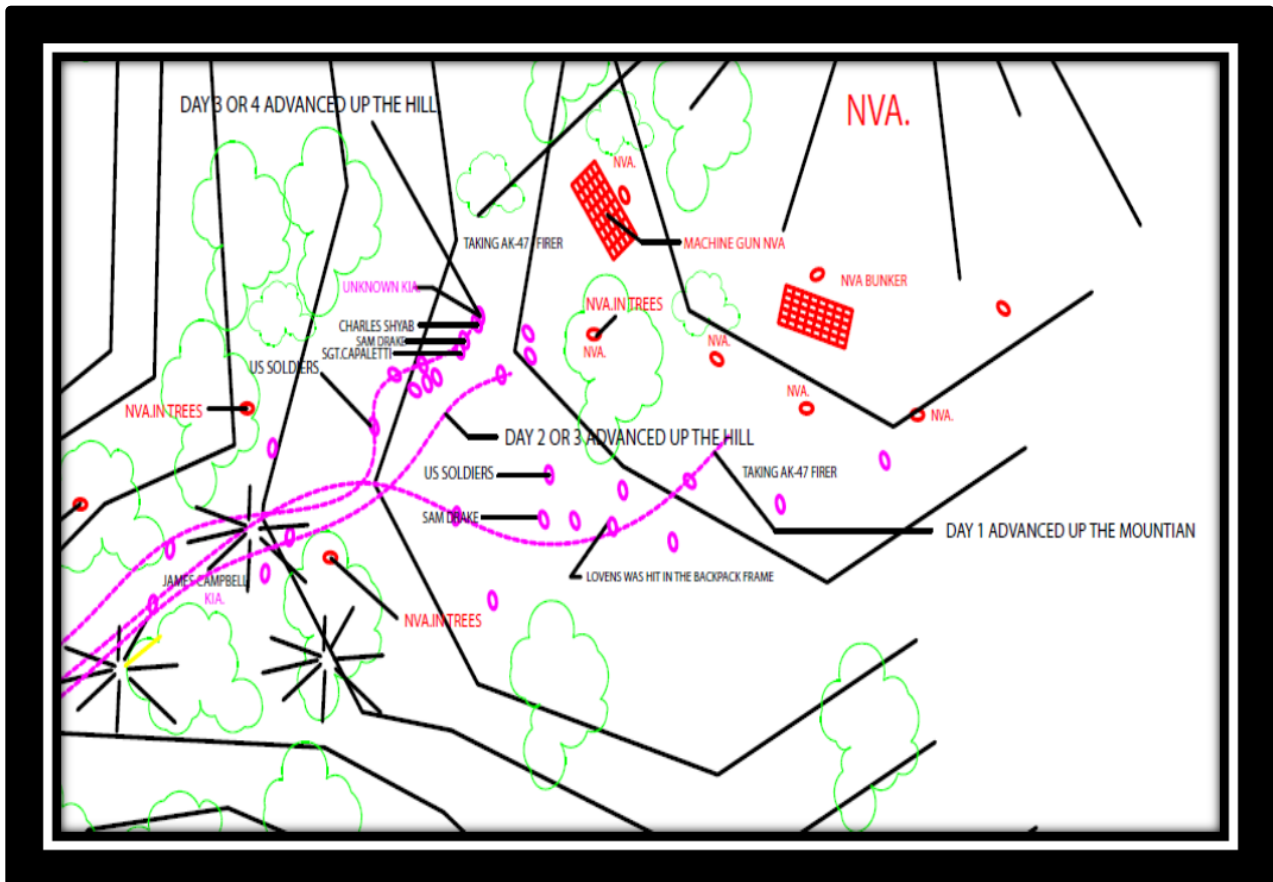 DAY 3 OR 4 ADVANCED UP THE HILL
NVA.
NVA.
TAKING AK-47 FIRER
MACHINE GUN NVA
UNKNOWN KIA.
NVA BUNKER
NVA.IN TREES
CHARLES SHYAB
SAM DRAKE
NVA.
NVA.
SGT.CAPALETTI
US SOLDIERS
NVA.
NVA.IN TREES
NVA.
DAY 2 OR 3 ADVANCED UP THE HILL
US SOLDIERS
TAKING AK-47 FIRER
SAM DRAKE
DAY 1 ADVANCED UP THE MOUNTIAN
LOVENS WAS HIT IN THE BACKPACK FRAME
JAMES CAMPBELL
KIA.
NVA.IN TREES